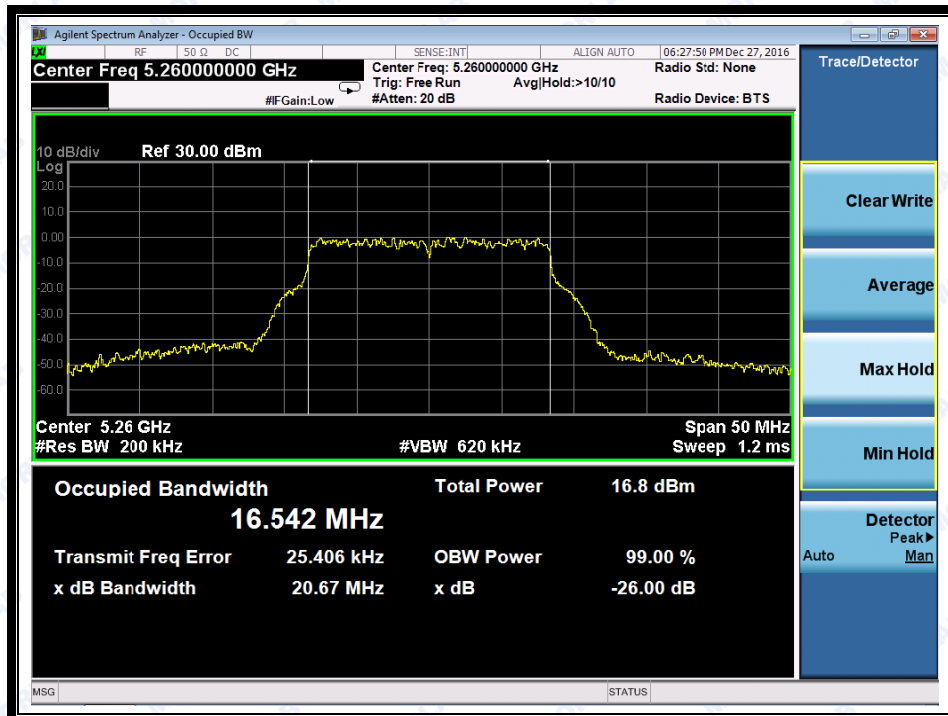 Agilent Spectrum Analyzer - Occupied BW
LXI RF 50 Ω DC SENSE:INT ALIGN AUTO 06:27:50 PM Dec 27, 2016
Center Freq 5.260000000 GHz
Center Freq: 5.260000000 GHz
Radio Std: None
Trig: Free Run Avg|Hold:>10/10
#IFGain:Low
#Atten: 20 dB
Radio Device: BTS
Trace/Detector
10 dB/div Ref 30.00 dBm
Log
20.0
10.0
0.00
-10.0
-20.0
-30.0
-40.0
-50.0
-60.0
Center 5.26 GHz Span 50 MHz
#Res BW 200 kHz #VBW 620 kHz Sweep 1.2 ms
Occupied Bandwidth
16.542 MHz
Total Power 16.8 dBm
Transmit Freq Error 25.406 kHz OBW Power 99.00 %
x dB Bandwidth 20.67 MHz x dB -26.00 dB
Clear Write
Average
Max Hold
Min Hold
Detector
Peak▶
Auto Man
MSG STATUS